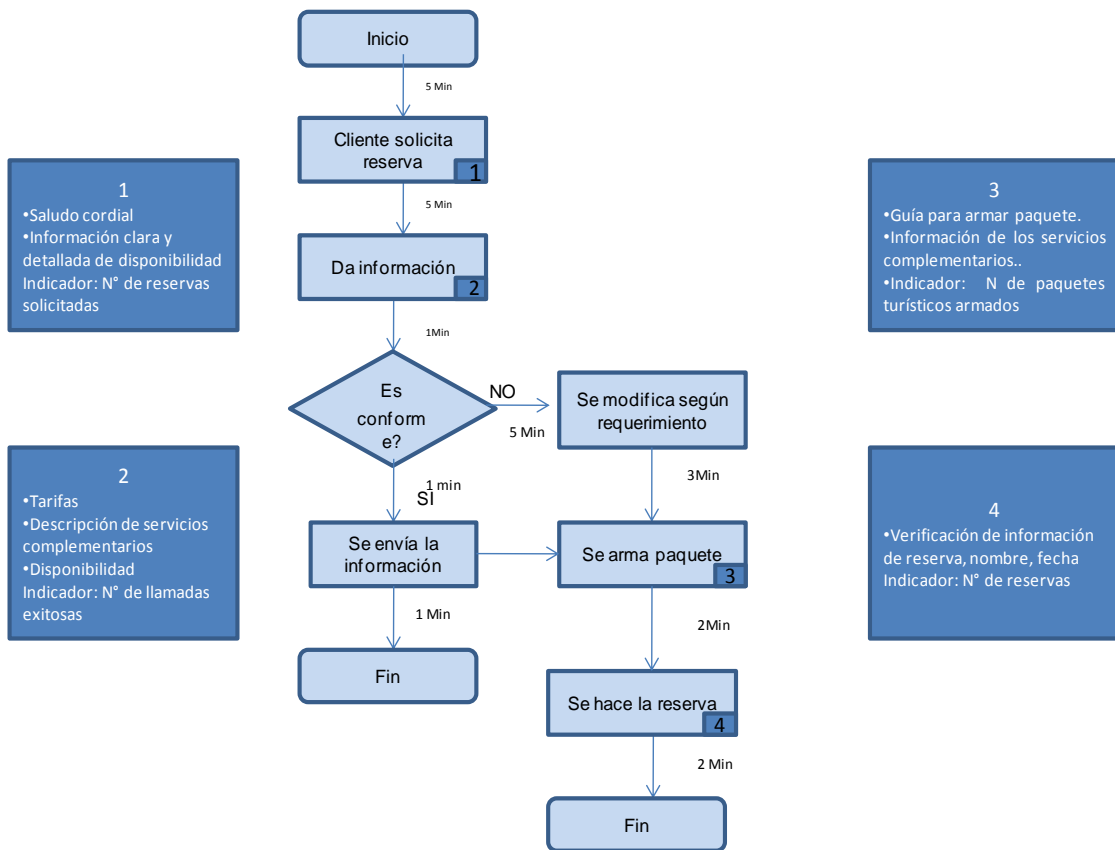 Inicio
5 Min
Cliente solicita
reserva
1
5 Min
1
•Saludo cordial
•Información clara y
detallada de disponibilidad
Indicador: N° de reservas
solicitadas
3
•Guía para armar paquete.
•Información de los servicios
complementarios..
•Indicador: N de paquetes
turísticos armados
Da información
2
1Min
Es
conform
e?
NO
5 Min
Se modifica según
requerimiento
1 min
SI
3Min
2
•Tarifas
•Descripción de servicios
complementarios
•Disponibilidad
Indicador: N° de llamadas
exitosas
4
•Verificación de información
de reserva, nombre, fecha
Indicador: N° de reservas
Se envía la
información
Se arma paquete
3
1 Min
2Min
Fin
Se hace la reserva
4
2 Min
Fin